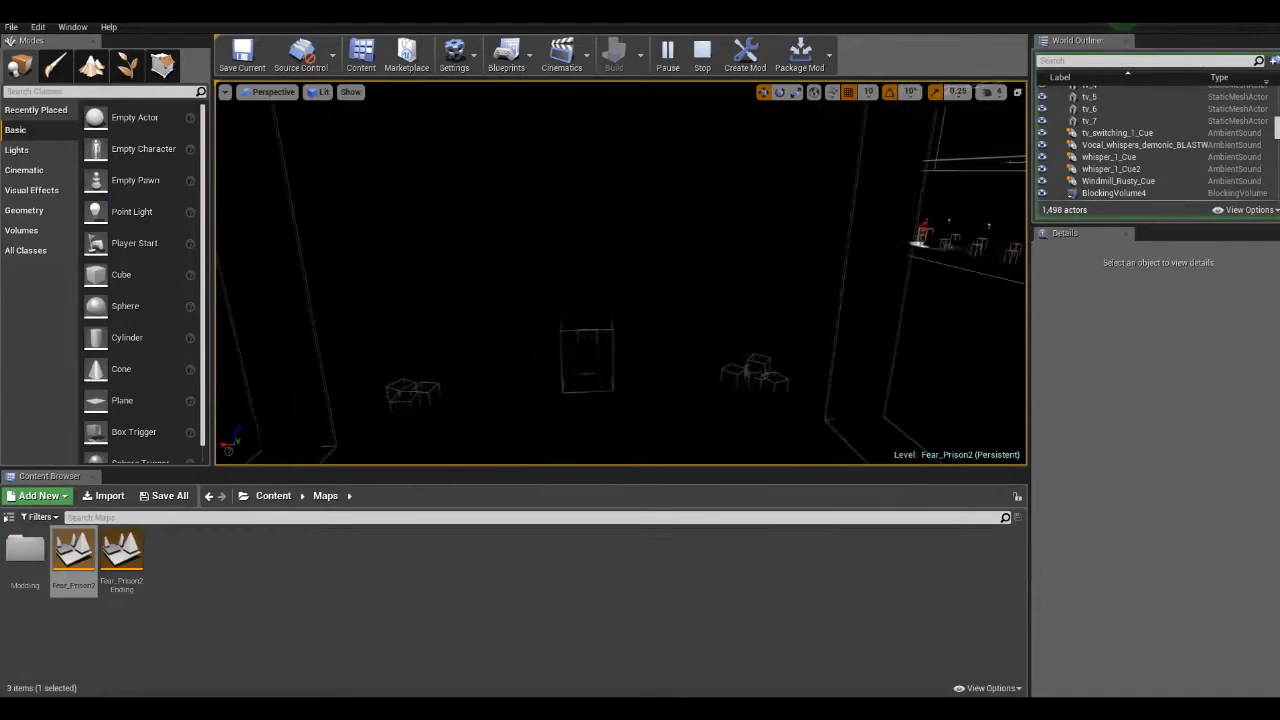 File Edit Window Help
Modes
World Outliner
Save Current Source Control Content Marketplace Settings Blueprints Cinematics Build Pause Stop Create Mod Package Mod
Search
Search Classes
Label Type
Perspective Lit Show 10 10° 0.25 4
Recently Placed
Basic
Lights
Cinematic
Visual Effects
Geometry
Volumes
All Classes
Empty Actor
Empty Character
Empty Pawn
Point Light
Player Start
Cube
Sphere
Cylinder
Cone
Plane
Box Trigger
tv_5 StaticMeshActor
tv_6 StaticMeshActor
tv_7 StaticMeshActor
tv_switching_1_Cue AmbientSound
Vocal_whispers_demonic_BLASTW AmbientSound
whisper_1_Cue AmbientSound
whisper_1_Cue2 AmbientSound
Windmill_Rusty_Cue AmbientSound
BlockingVolume4 BlockingVolume
1,498 actors View Options
Details
Select an object to view details.
Level: Fear_Prison2 (Persistent)
Content Browser
Add New Import Save All Content Maps
Filters Search Maps
Modding
Fear_Prison2
Fear_Prison2
Ending
3 items (1 selected) View Options